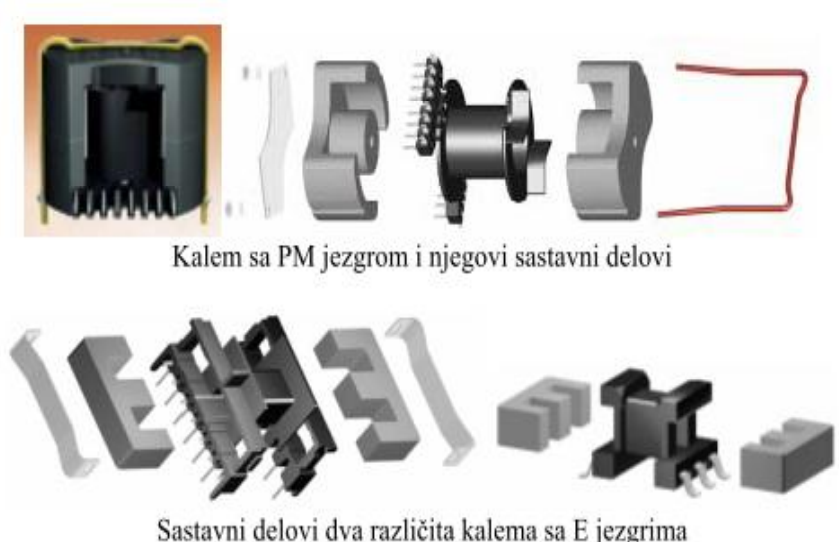 Kalem sa PM jezgrom i njegovi sastavni delovi
Sastavni delovi dva različita kalema sa E jezgrima